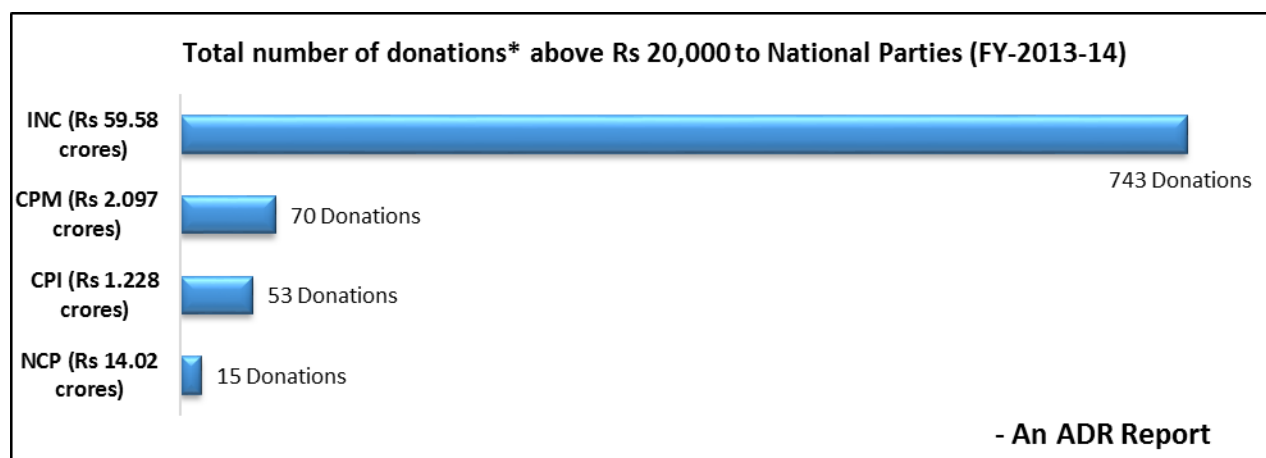 Total number of donations* above Rs 20,000 to National Parties (FY-2013-14)
INC (Rs 59.58
crores)
743 Donations
CPM (Rs 2.097
crores)
70 Donations
CPI (Rs 1.228
crores)
53 Donations
NCP (Rs 14.02
crores)
15 Donations
- An ADR Report